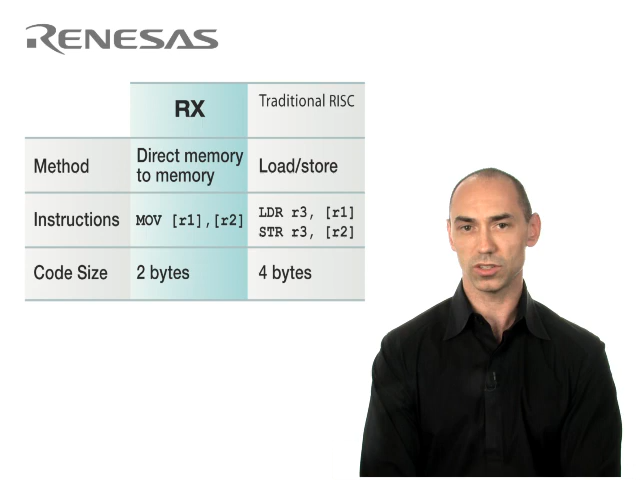 RENESAS
RX
Traditional RISC
Method
Direct memory
to memory
Load/store
Instructions
MOV [r1],[r2]
LDR r3, [r1]
STR r3, [r2]
Code Size
2 bytes
4 bytes